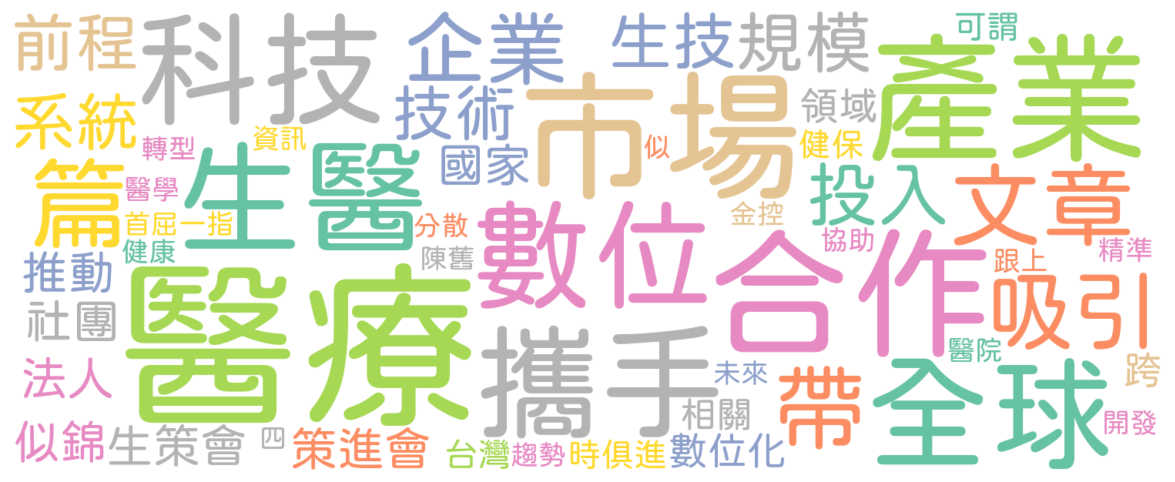 前程
科技
企業
生技
規模
可謂
產業
系統
技術
市場
領域
轉型
資訊
國家
似
健保
篇
生醫
醫學
首屈一指
健康
分散
陳舊
數位
金控
投入
文章
協助
合作
跟上
精準
推動
社團
醫療
攜手
吸引
醫院
跨
法人
未來
相關
帶
全球
開發
似錦
生策會
四
策進會
台灣
趨勢
時俱進
數位化